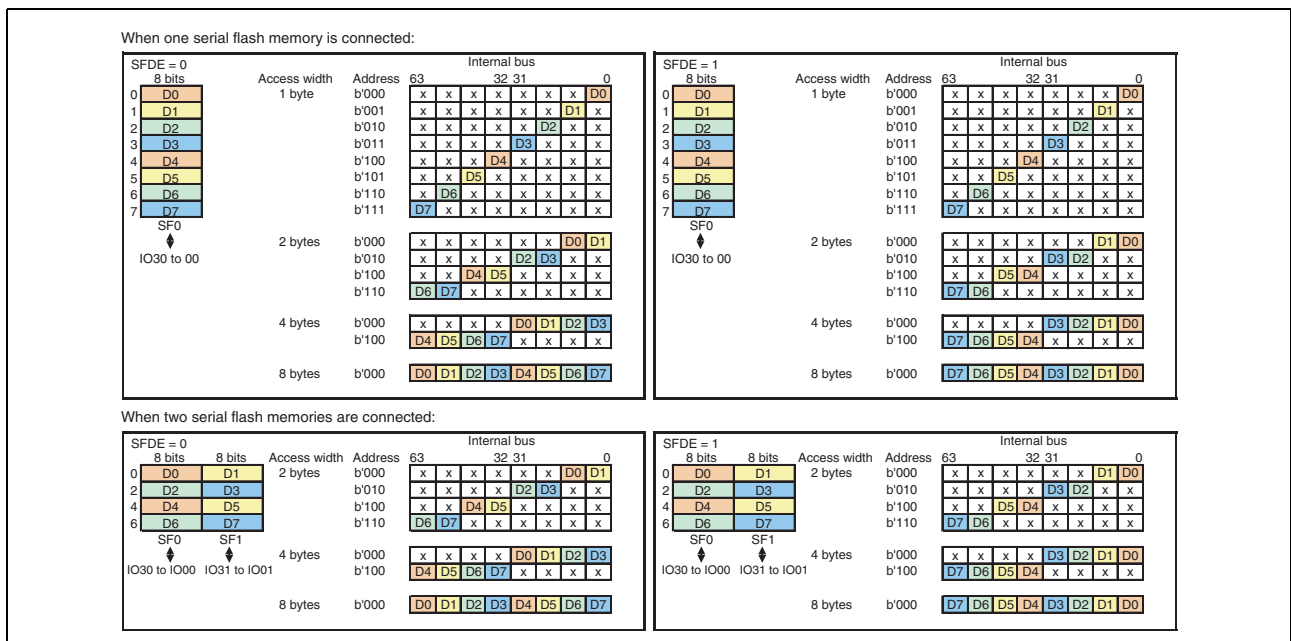 When one serial flash memory is connected:
SFDE = 0 Internal bus
8 bits Access width Address 63 32 31 0
0 D0 1 byte b'000 x x x x x x x D0
1 D1 b'001 x x x x x x D1 x
2 D2 b'010 x x x x x D2 x x
3 D3 b'011 x x x x D3 x x x
4 D4 b'100 x x x D4 x x x x
5 D5 b'101 x x D5 x x x x x
6 D6 b'110 x D6 x x x x x x
7 D7 b'111 D7 x x x x x x x
SF0
IO30 to 00
2 bytes b'000 x x x x x x D0 D1
b'010 x x x x D2 D3 x x
b'100 x x D4 D5 x x x x
b'110 D6 D7 x x x x x x
4 bytes b'000 x x x x D0 D1 D2 D3
b'100 D4 D5 D6 D7 x x x x
8 bytes b'000 D0 D1 D2 D3 D4 D5 D6 D7
SFDE = 1 Internal bus
8 bits Access width Address 63 32 31 0
0 D0 1 byte b'000 x x x x x x x D0
1 D1 b'001 x x x x x x D1 x
2 D2 b'010 x x x x x D2 x x
3 D3 b'011 x x x x D3 x x x
4 D4 b'100 x x x D4 x x x x
5 D5 b'101 x x D5 x x x x x
6 D6 b'110 x D6 x x x x x x
7 D7 b'111 D7 x x x x x x x
SF0
IO30 to 00
2 bytes b'000 x x x x x x D1 D0
b'010 x x x x D3 D2 x x
b'100 x x D5 D4 x x x x
b'110 D7 D6 x x x x x x
4 bytes b'000 x x x x D3 D2 D1 D0
b'100 D7 D6 D5 D4 x x x x
8 bytes b'000 D7 D6 D5 D4 D3 D2 D1 D0
When two serial flash memories are connected:
SFDE = 0 Internal bus
8 bits 8 bits Access width Address 63 32 31 0
0 D0 D1 2 bytes b'000 x x x x x x D0 D1
2 D2 D3 b'010 x x x x D2 D3 x x
4 D4 D5 b'100 x x D4 D5 x x x x
6 D6 D7 b'110 D6 D7 x x x x x x
SF0 SF1
IO30 to IO00 IO31 to IO01
4 bytes b'000 x x x x D0 D1 D2 D3
b'100 D4 D5 D6 D7 x x x x
8 bytes b'000 D0 D1 D2 D3 D4 D5 D6 D7
SFDE = 1 Internal bus
8 bits 8 bits Access width Address 63 32 31 0
0 D0 D1 2 bytes b'000 x x x x x x D1 D0
2 D2 D3 b'010 x x x x D3 D2 x x
4 D4 D5 b'100 x x D5 D4 x x x x
6 D6 D7 b'110 D7 D6 x x x x x x
SF0 SF1
IO30 to IO00 IO31 to IO01
4 bytes b'000 x x x x D3 D2 D1 D0
b'100 D7 D6 D5 D4 x x x x
8 bytes b'000 D7 D6 D5 D4 D3 D2 D1 D0